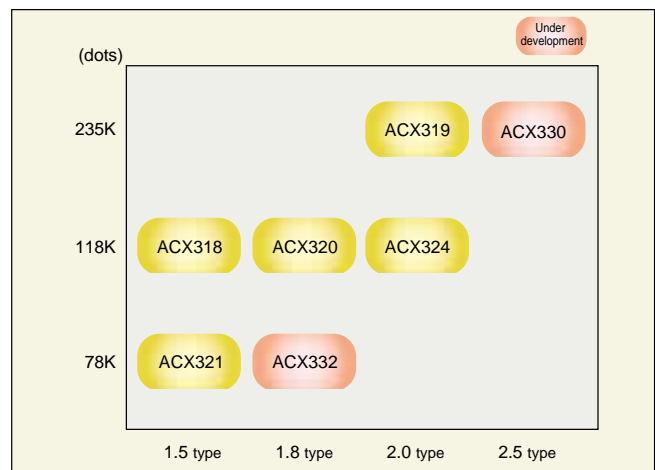 Under
development
(dots)
235K
ACX319
ACX330
118K
ACX318
ACX320
ACX324
78K
ACX321
ACX332
1.5 type
1.8 type
2.0 type
2.5 type